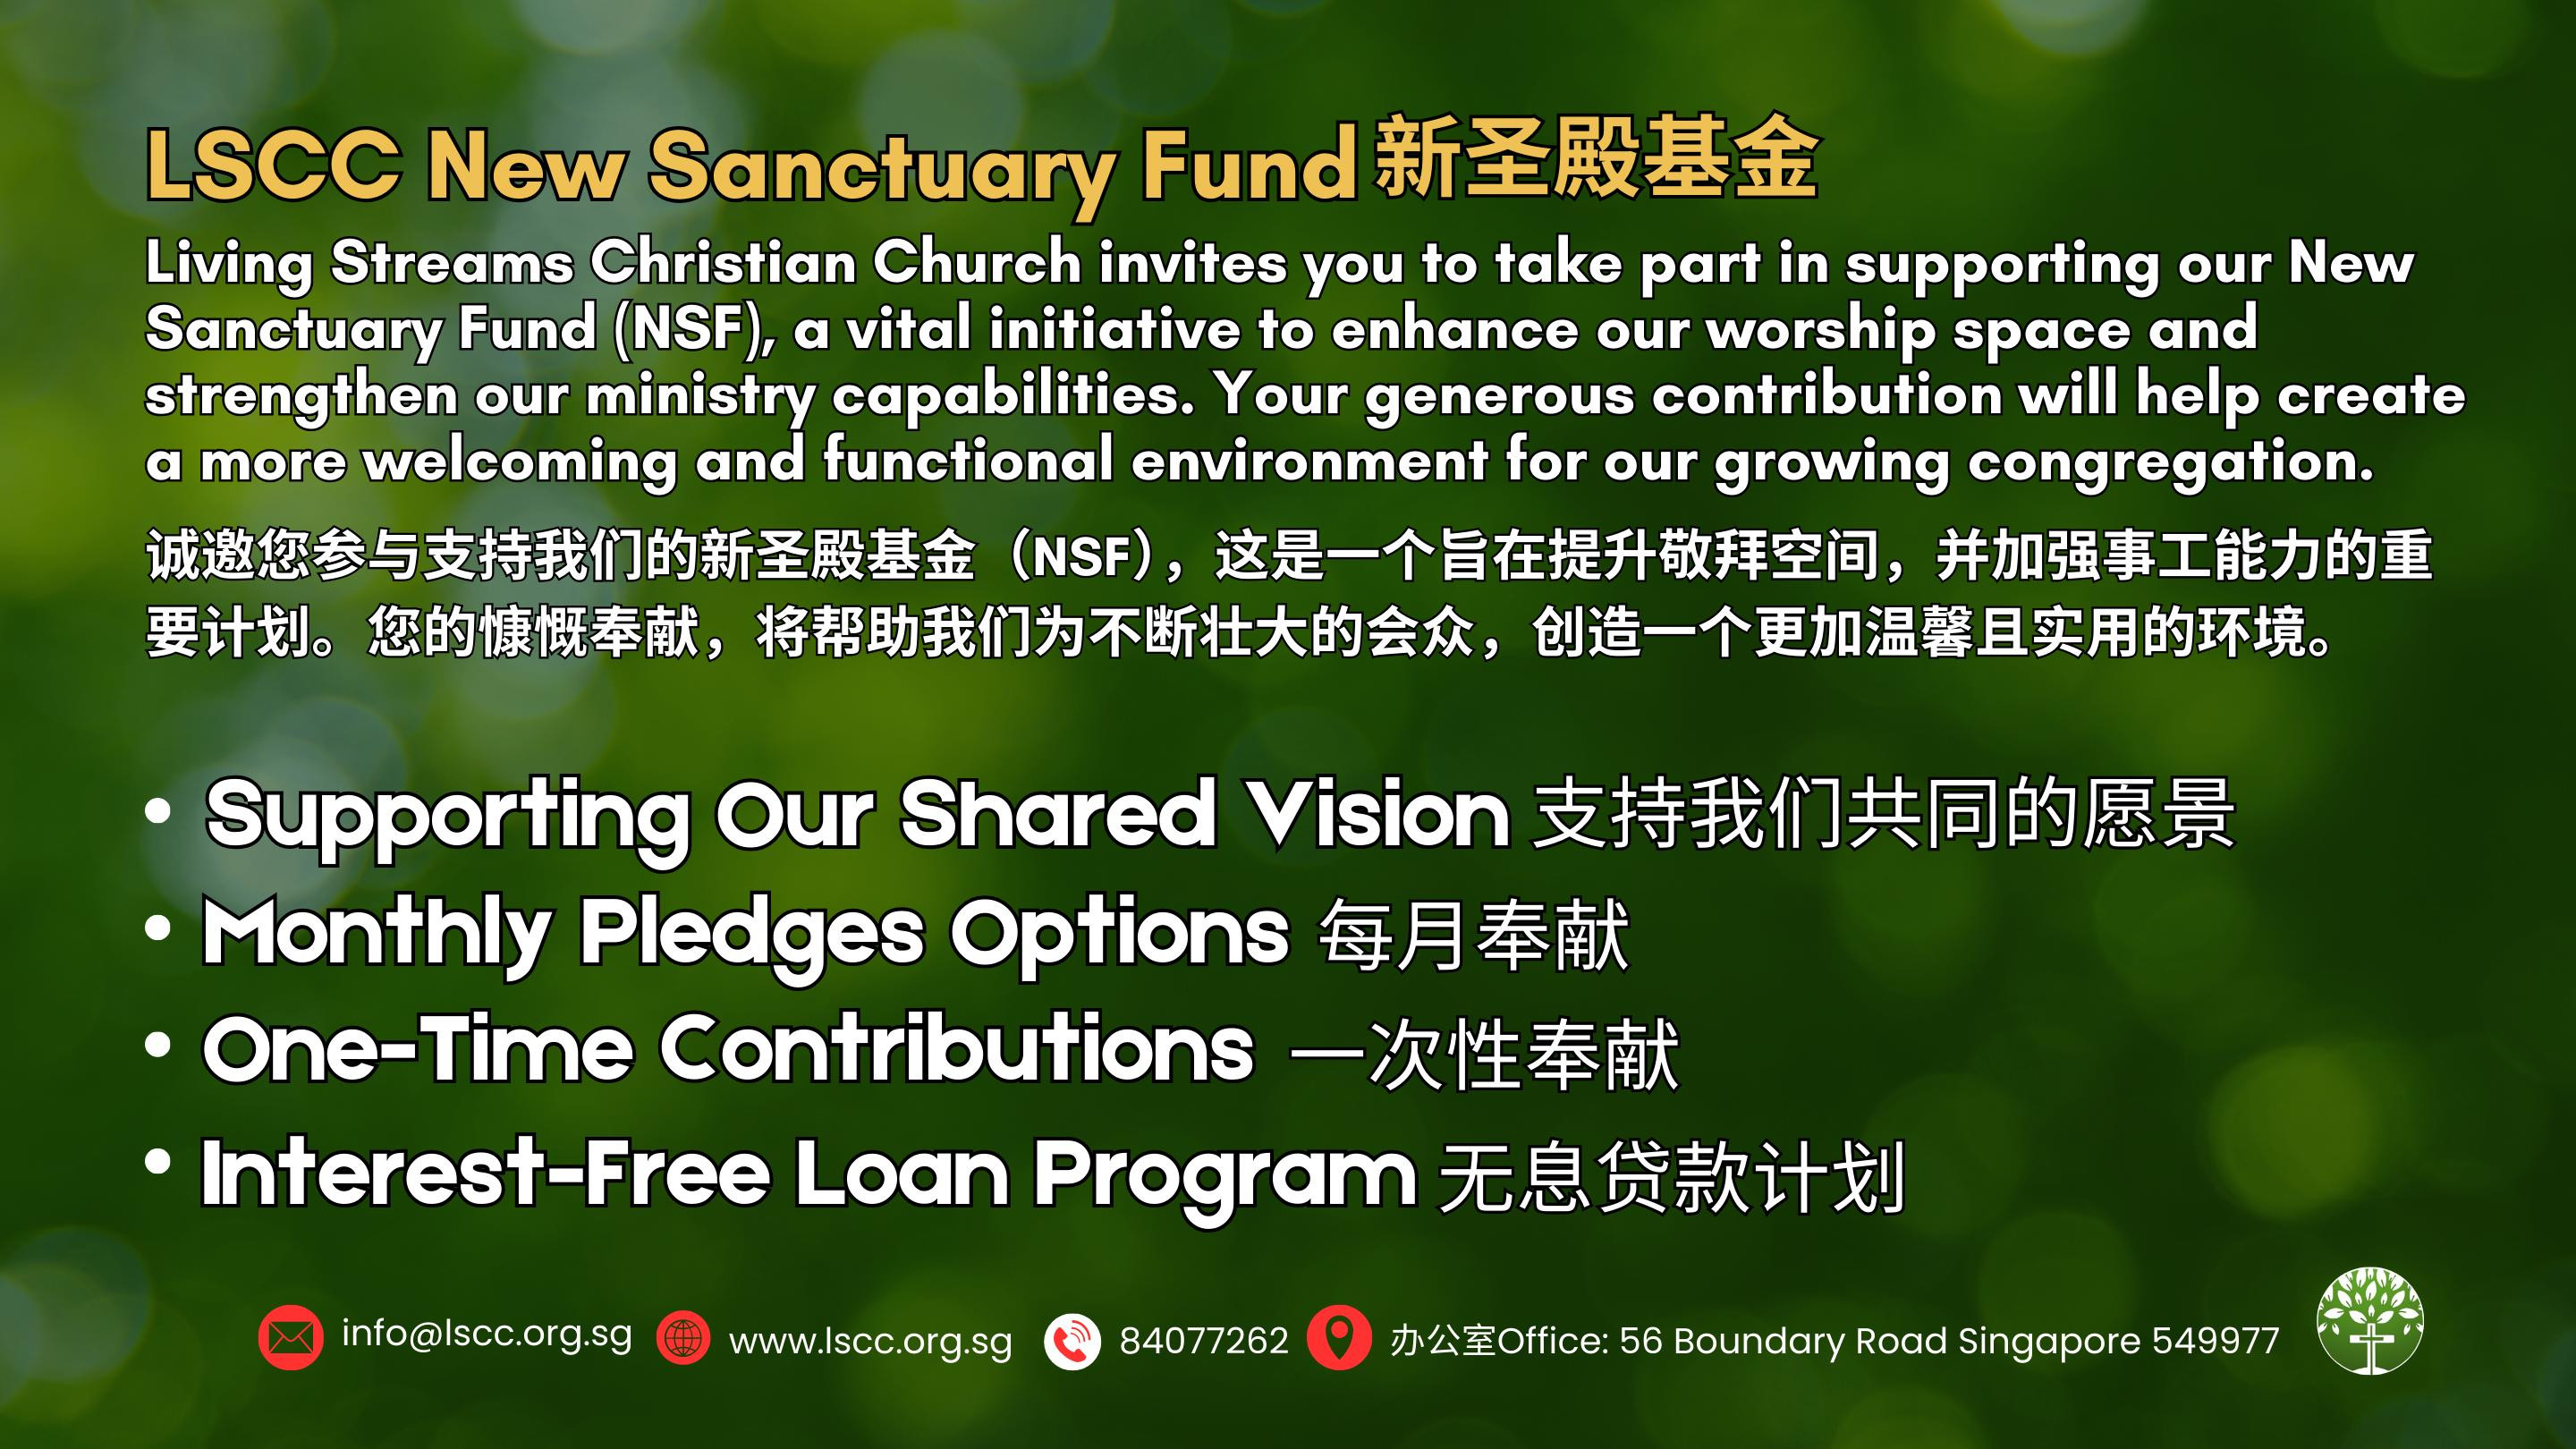 LSCC New Sanctuary Fund 新圣殿基金
Living Streams Christian Church invites you to take part in supporting our New
Sanctuary Fund (NSF), a vital initiative to enhance our worship space and
strengthen our ministry capabilities. Your generous contribution will help create
a more welcoming and functional environment for our growing congregation.
诚邀您参与支持我们的新圣殿基金（NSF），这是一个旨在提升敬拜空间，并加强事工能力的重
要计划。您的慷慨奉献，将帮助我们为不断壮大的会众，创造一个更加温馨且实用的环境。
• Supporting Our Shared Vision 支持我们共同的愿景
• Monthly Pledges Options 每月奉献
• One-Time Contributions 一次性奉献
• Interest-Free Loan Program 无息贷款计划
info@lscc.org.sg www.lscc.org.sg 84077262 办公室Office: 56 Boundary Road Singapore 549977